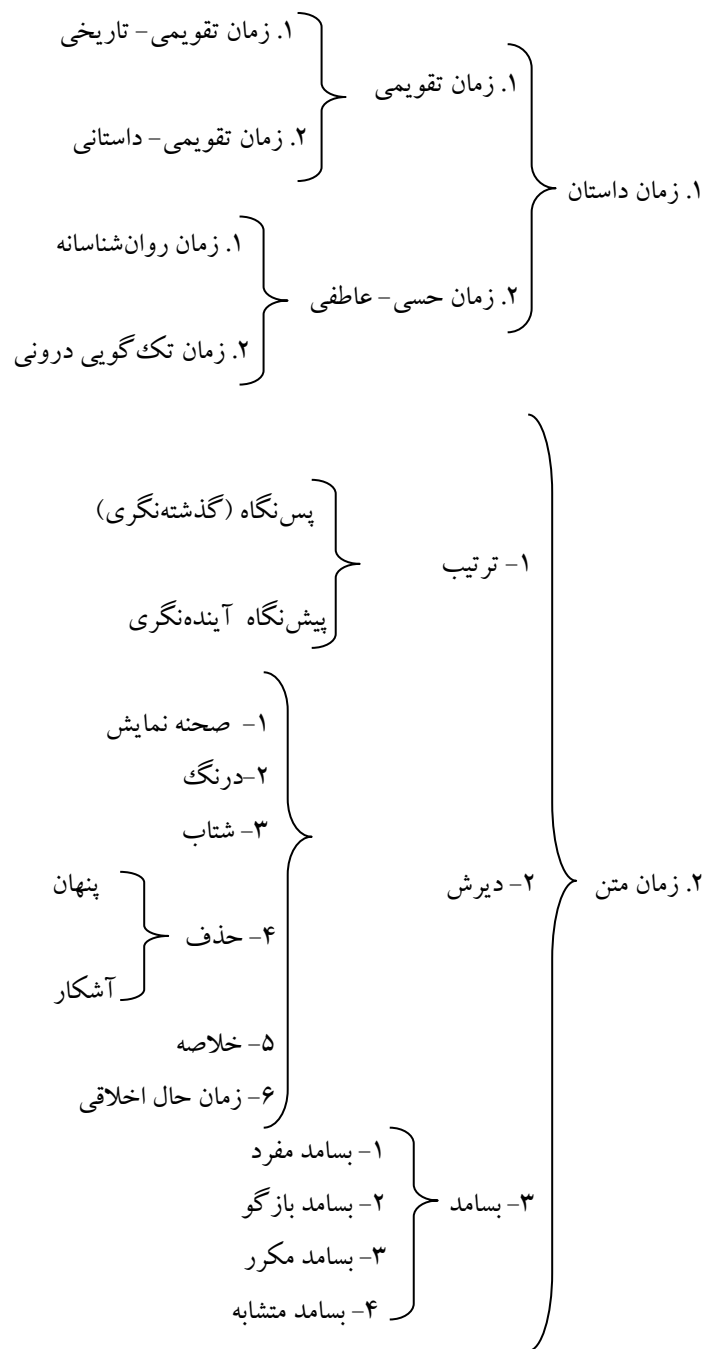 ۱. زمان داستان
۱. زمان تقویمی
۱. زمان تقویمی- تاریخی
۲. زمان تقویمی- داستانی
۲. زمان حسی- عاطفی
۱. زمان روان‌شناسانه
۲. زمان تک‌گویی درونی
۲. زمان متن
۱- ترتیب
پس‌نگاه (گذشته‌نگری)
پیش‌نگاه آینده‌نگری
۲- دیرش
۱- صحنه نمایش
۲-درنگ
۳- شتاب
۴- حذف
پنهان
آشکار
۵- خلاصه
۶- زمان حال اخلاقی
۳- بسامد
۱- بسامد مفرد
۲- بسامد بازگو
۳- بسامد مکرر
۴- بسامد متشابه